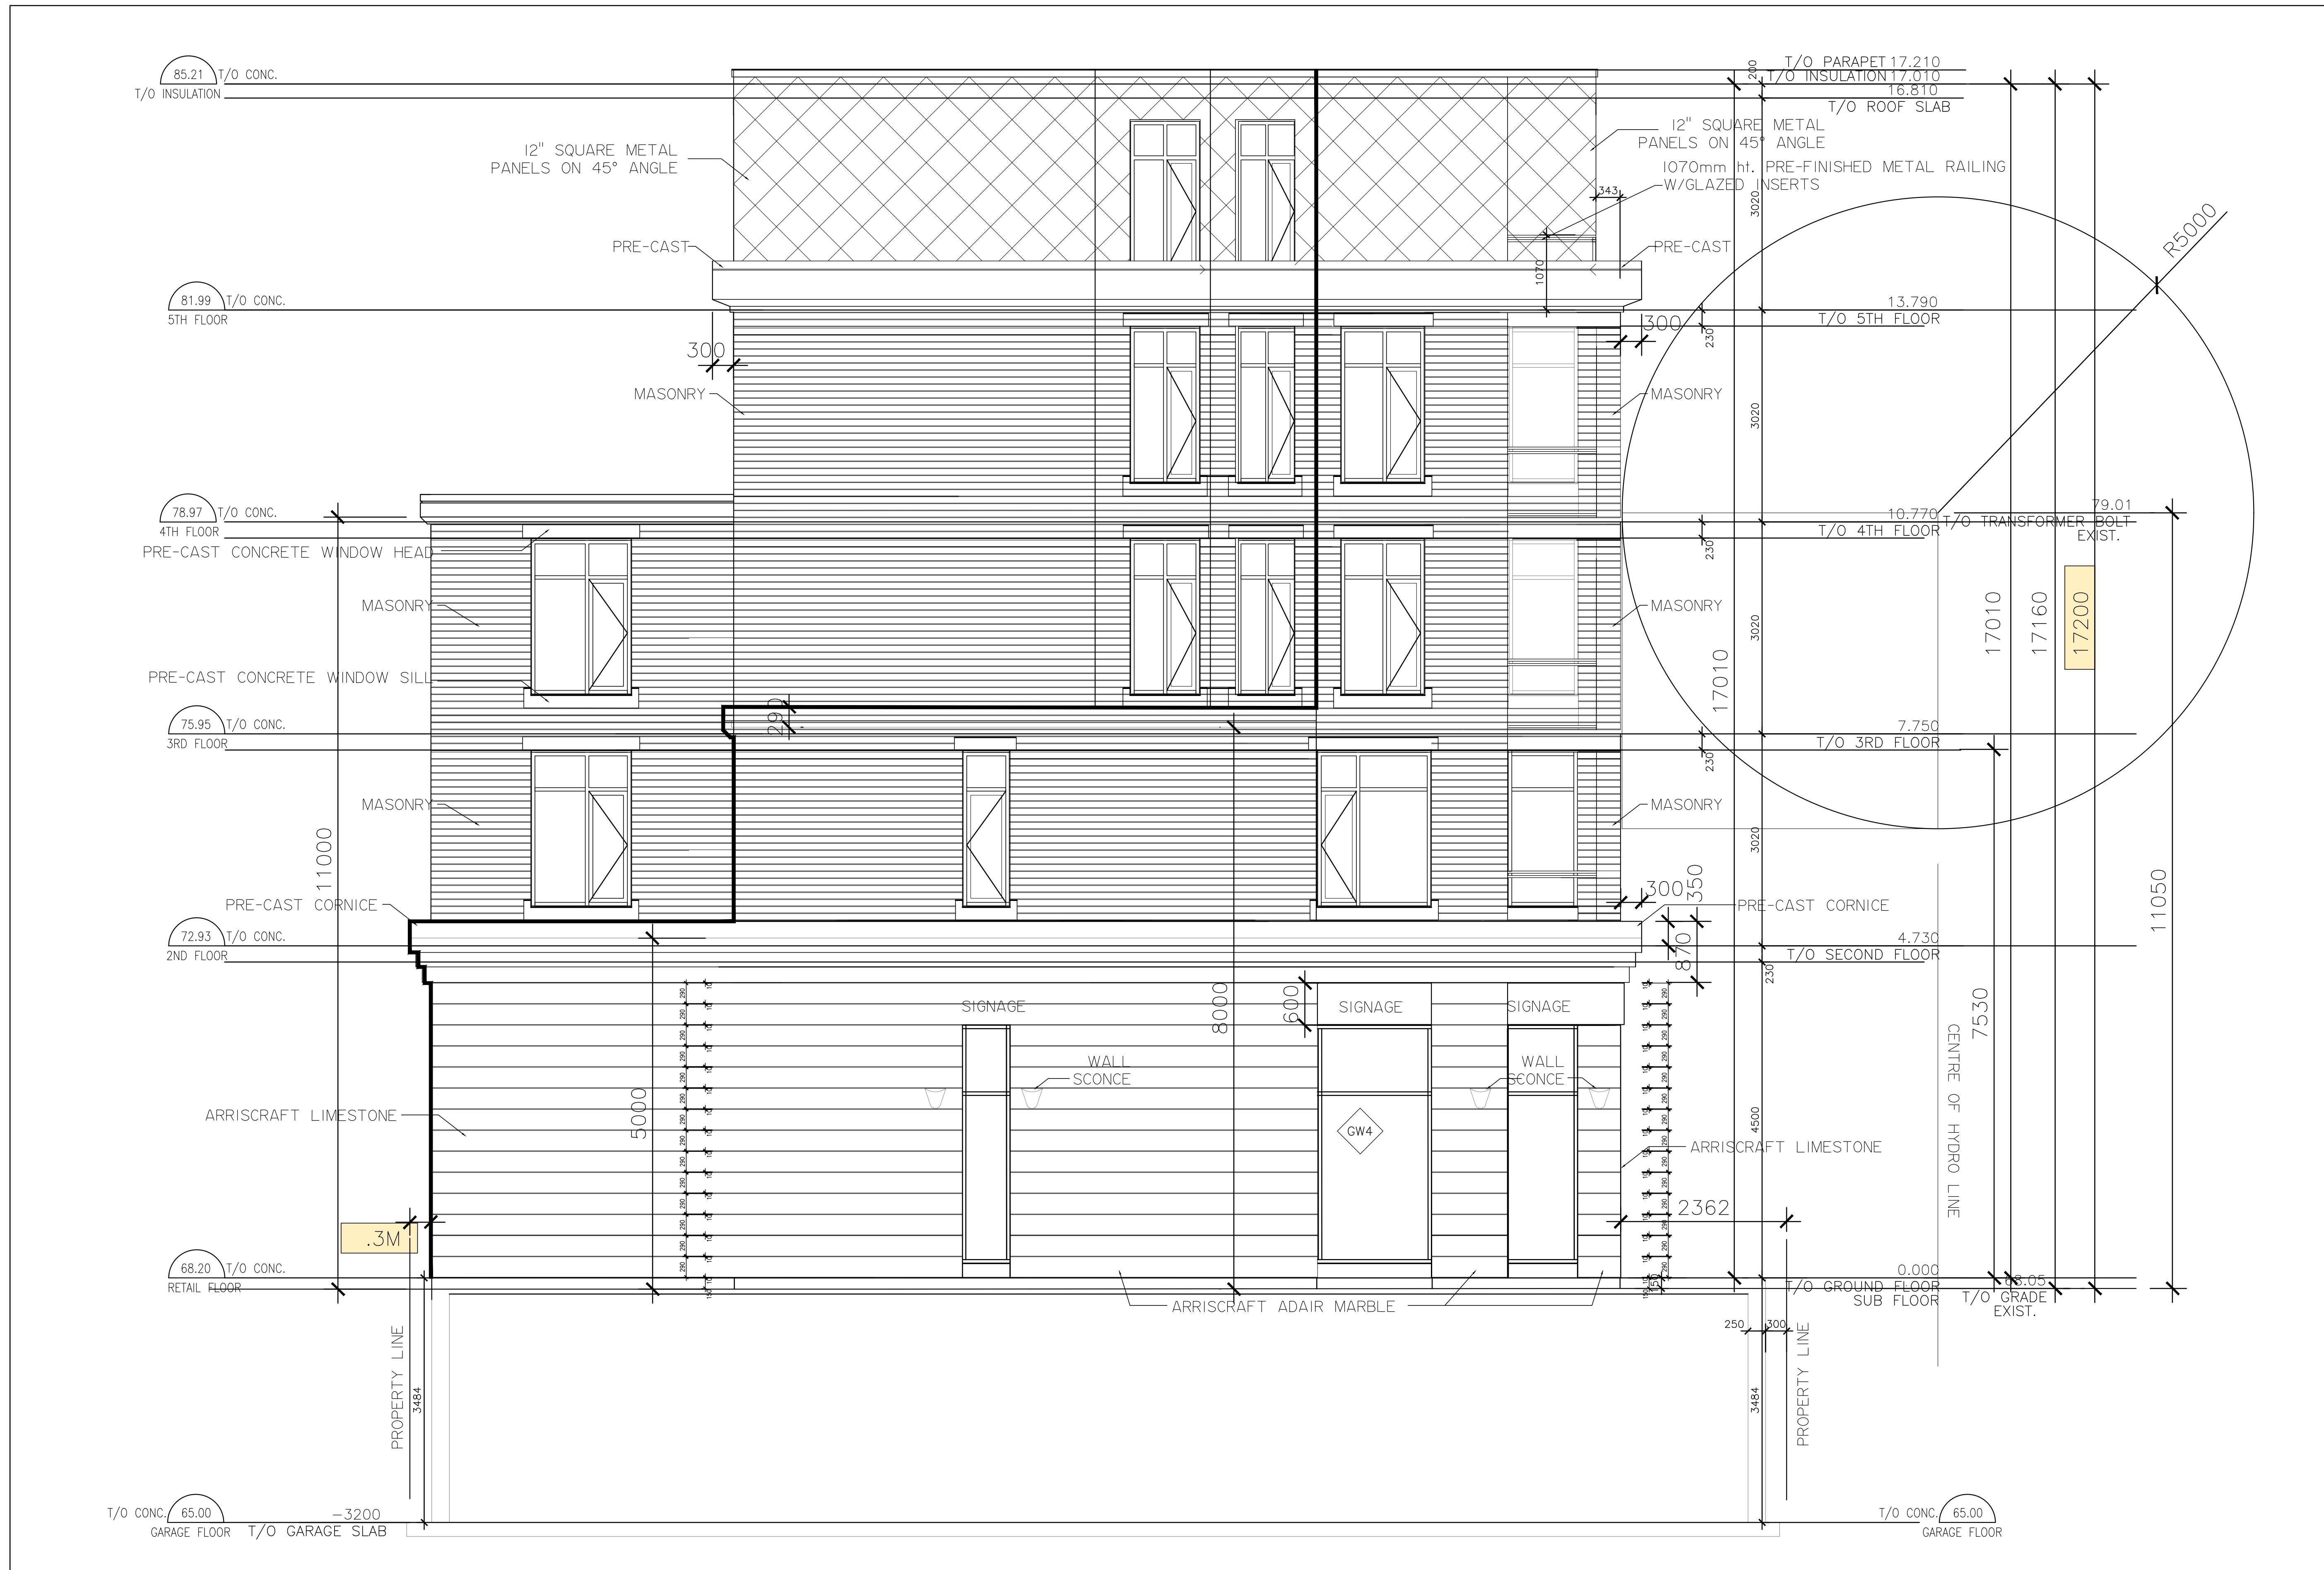 85.21
T/O CONC.
T/O INSULATION
T/O PARAPET 17.210
T/O INSULATION 17.010
16.810
T/O ROOF SLAB
200
12" SQUARE METAL
PANELS ON 45° ANGLE
12" SQUARE METAL
PANELS ON 45° ANGLE
1070mm ht. PRE-FINISHED METAL RAILING
W/GLAZED INSERTS
343
3020
R5000
PRE-CAST
PRE-CAST
1070
81.99
T/O CONC.
5TH FLOOR
13.790
T/O 5TH FLOOR
300
300
230
MASONRY
MASONRY
3020
78.97
T/O CONC.
4TH FLOOR
10.770
T/O 4TH FLOOR
79.01
T/O TRANSFORMER BOLT
EXIST.
230
PRE-CAST CONCRETE WINDOW HEAD
MASONRY
MASONRY
3020
17010
17010
17160
17200
PRE-CAST CONCRETE WINDOW SILL
290
75.95
T/O CONC.
3RD FLOOR
7.750
T/O 3RD FLOOR
230
MASONRY
MASONRY
3020
11000
11050
PRE-CAST CORNICE
300
350
PRE-CAST CORNICE
72.93
T/O CONC.
2ND FLOOR
4.730
T/O SECOND FLOOR
870
230
SIGNAGE
SIGNAGE
SIGNAGE
600
8000
7530
WALL
SCONCE
WALL
SCONCE
5000
ARRISCRAFT LIMESTONE
GW4
4500
ARRISCRAFT LIMESTONE
CENTRE OF HYDRO LINE
290
10
2362
.3M
68.20
T/O CONC.
RETAIL FLOOR
0.000
T/O GROUND FLOOR
SUB FLOOR
68.05
T/O GRADE
EXIST.
150
150
ARRISCRAFT ADAIR MARBLE
250
300
PROPERTY LINE
3484
3484
PROPERTY LINE
T/O CONC.
65.00
GARAGE FLOOR
-3200
T/O GARAGE SLAB
T/O CONC.
65.00
GARAGE FLOOR